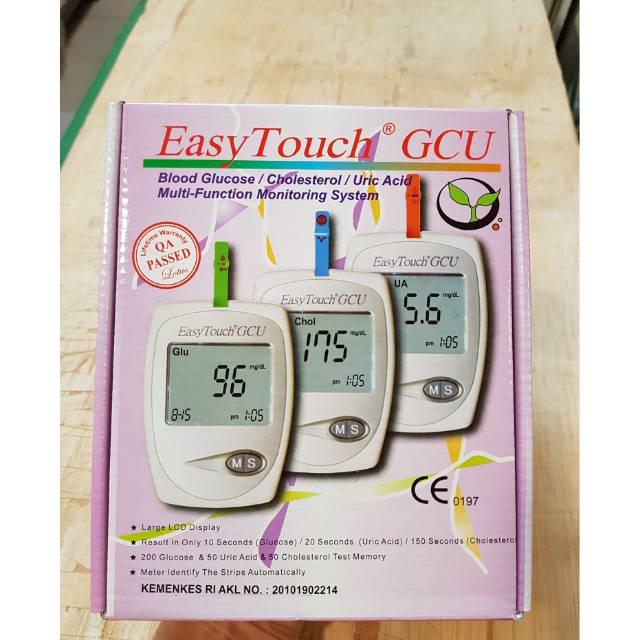 EasyTouch® GCU
Blood Glucose / Cholesterol / Uric Acid
Multi-Function Monitoring System
Lifetime Warranty
QA
PASSED
Lotus
EasyTouch® GCU
UA
5.6 mg/dL
pm 1:05
M S
EasyTouch® GCU
Chol
175 mg/dL
pm 1:05
M S
EasyTouch® GCU
Glu
96 mg/dL
8-15 pm 1:05
M S
CE 0197
★ Large LCD Display
★ Result in Only 10 Seconds (Glucose) / 20 Seconds (Uric Acid) / 150 Seconds (Cholesterol
★ 200 Glucose & 50 Uric Acid & 50 Cholesterol Test Memory
★ Meter Identify The Strips Automatically
KEMENKES RI AKL NO. : 20101902214